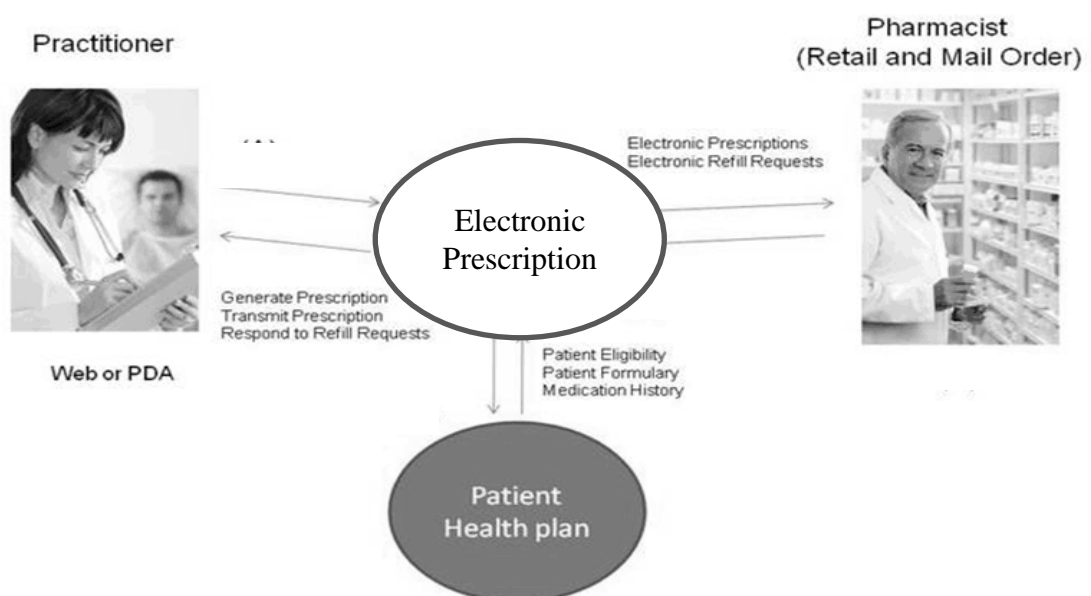 Practitioner
Pharmacist
(Retail and Mail Order)
Electronic Prescriptions
Electronic Refill Requests
Electronic
Prescription
Generate Prescription
Transmit Prescription
Respond to Refill Requests
Web or PDA
Patient Eligibility
Patient Formulary
Medication History
Patient
Health plan